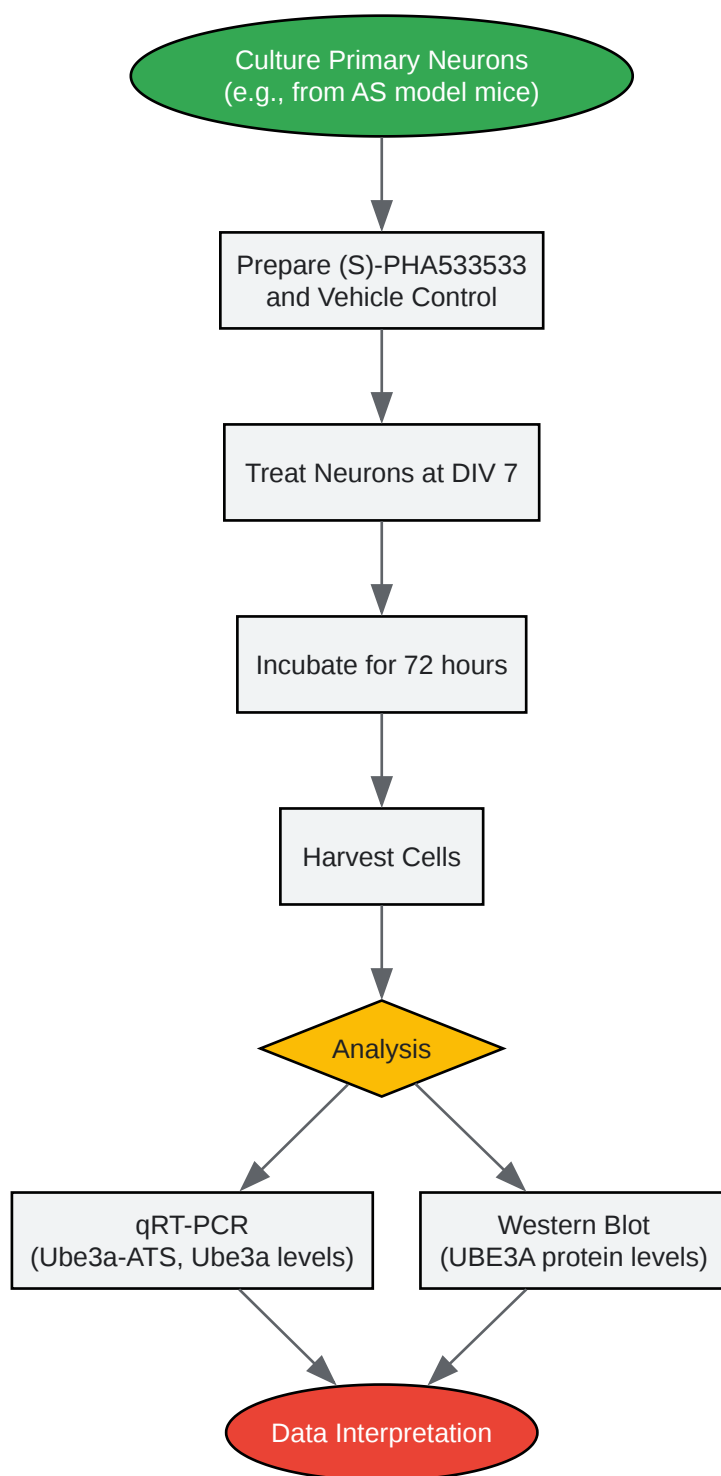 Culture Primary Neurons
(e.g., from AS model mice)
Prepare (S)-PHA533533
and Vehicle Control
Treat Neurons at DIV 7
Incubate for 72 hours
Harvest Cells
Analysis
qRT-PCR
(Ube3a-ATS, Ube3a levels)
Western Blot
(UBE3A protein levels)
Data Interpretation